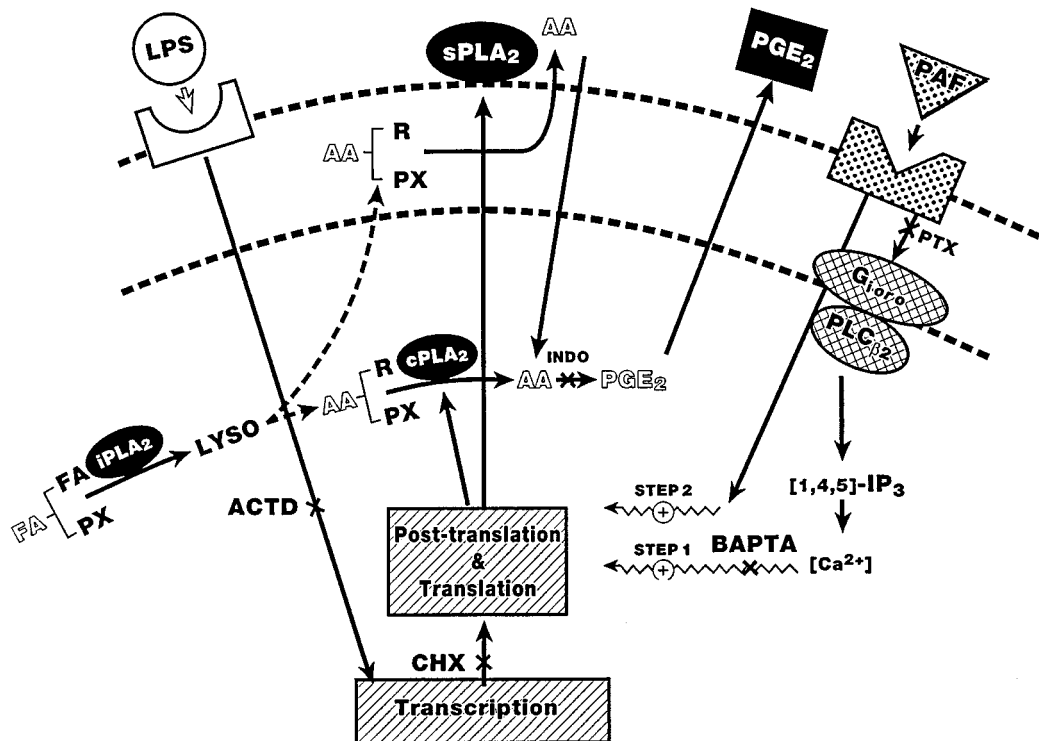 LPS
sPLA₂
AA
PGE₂
PAF
AA
R
PX
PTX
Gᵢ ₒᵣ ₒ
PLCβ2
R
cPLA₂
AA
PX
AA
INDO
PGE₂
iPLA₂
LYSO
FA
FA
PX
[1,4,5]-IP₃
ACTD
STEP 2
+
Post-translation
&
Translation
STEP 1
+
BAPTA
[Ca²⁺]
CHX
Transcription